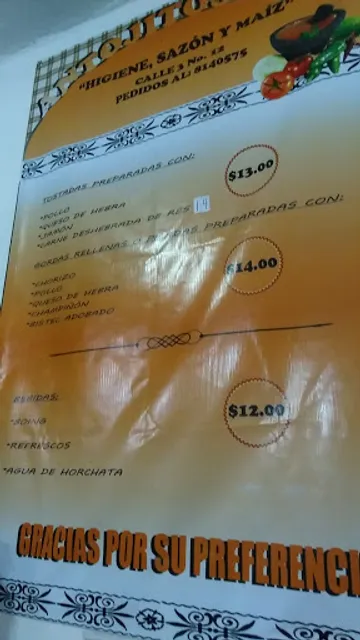 ANTOJITOS
"HIGIENE, SAZÓN Y MAÍZ"
CALLE 3 No. 12
PEDIDOS AL: 8140575
TOSTADAS PREPARADAS CON:
$13.00
*POLLO
*QUESO DE HEBRA
*JAMÓN
*CARNE DESHEBRADA DE RES 14
GORDAS RELLENAS O PREPARADAS CON:
$14.00
*CHORIZO
*POLLO
*QUESO DE HEBRA
*CHAMPIÑÓN
*BISTEC ADOBADO
BEBIDAS:
$12.00
*BOING
*REFRESCOS
*AGUA DE HORCHATA
GRACIAS POR SU PREFERENCI